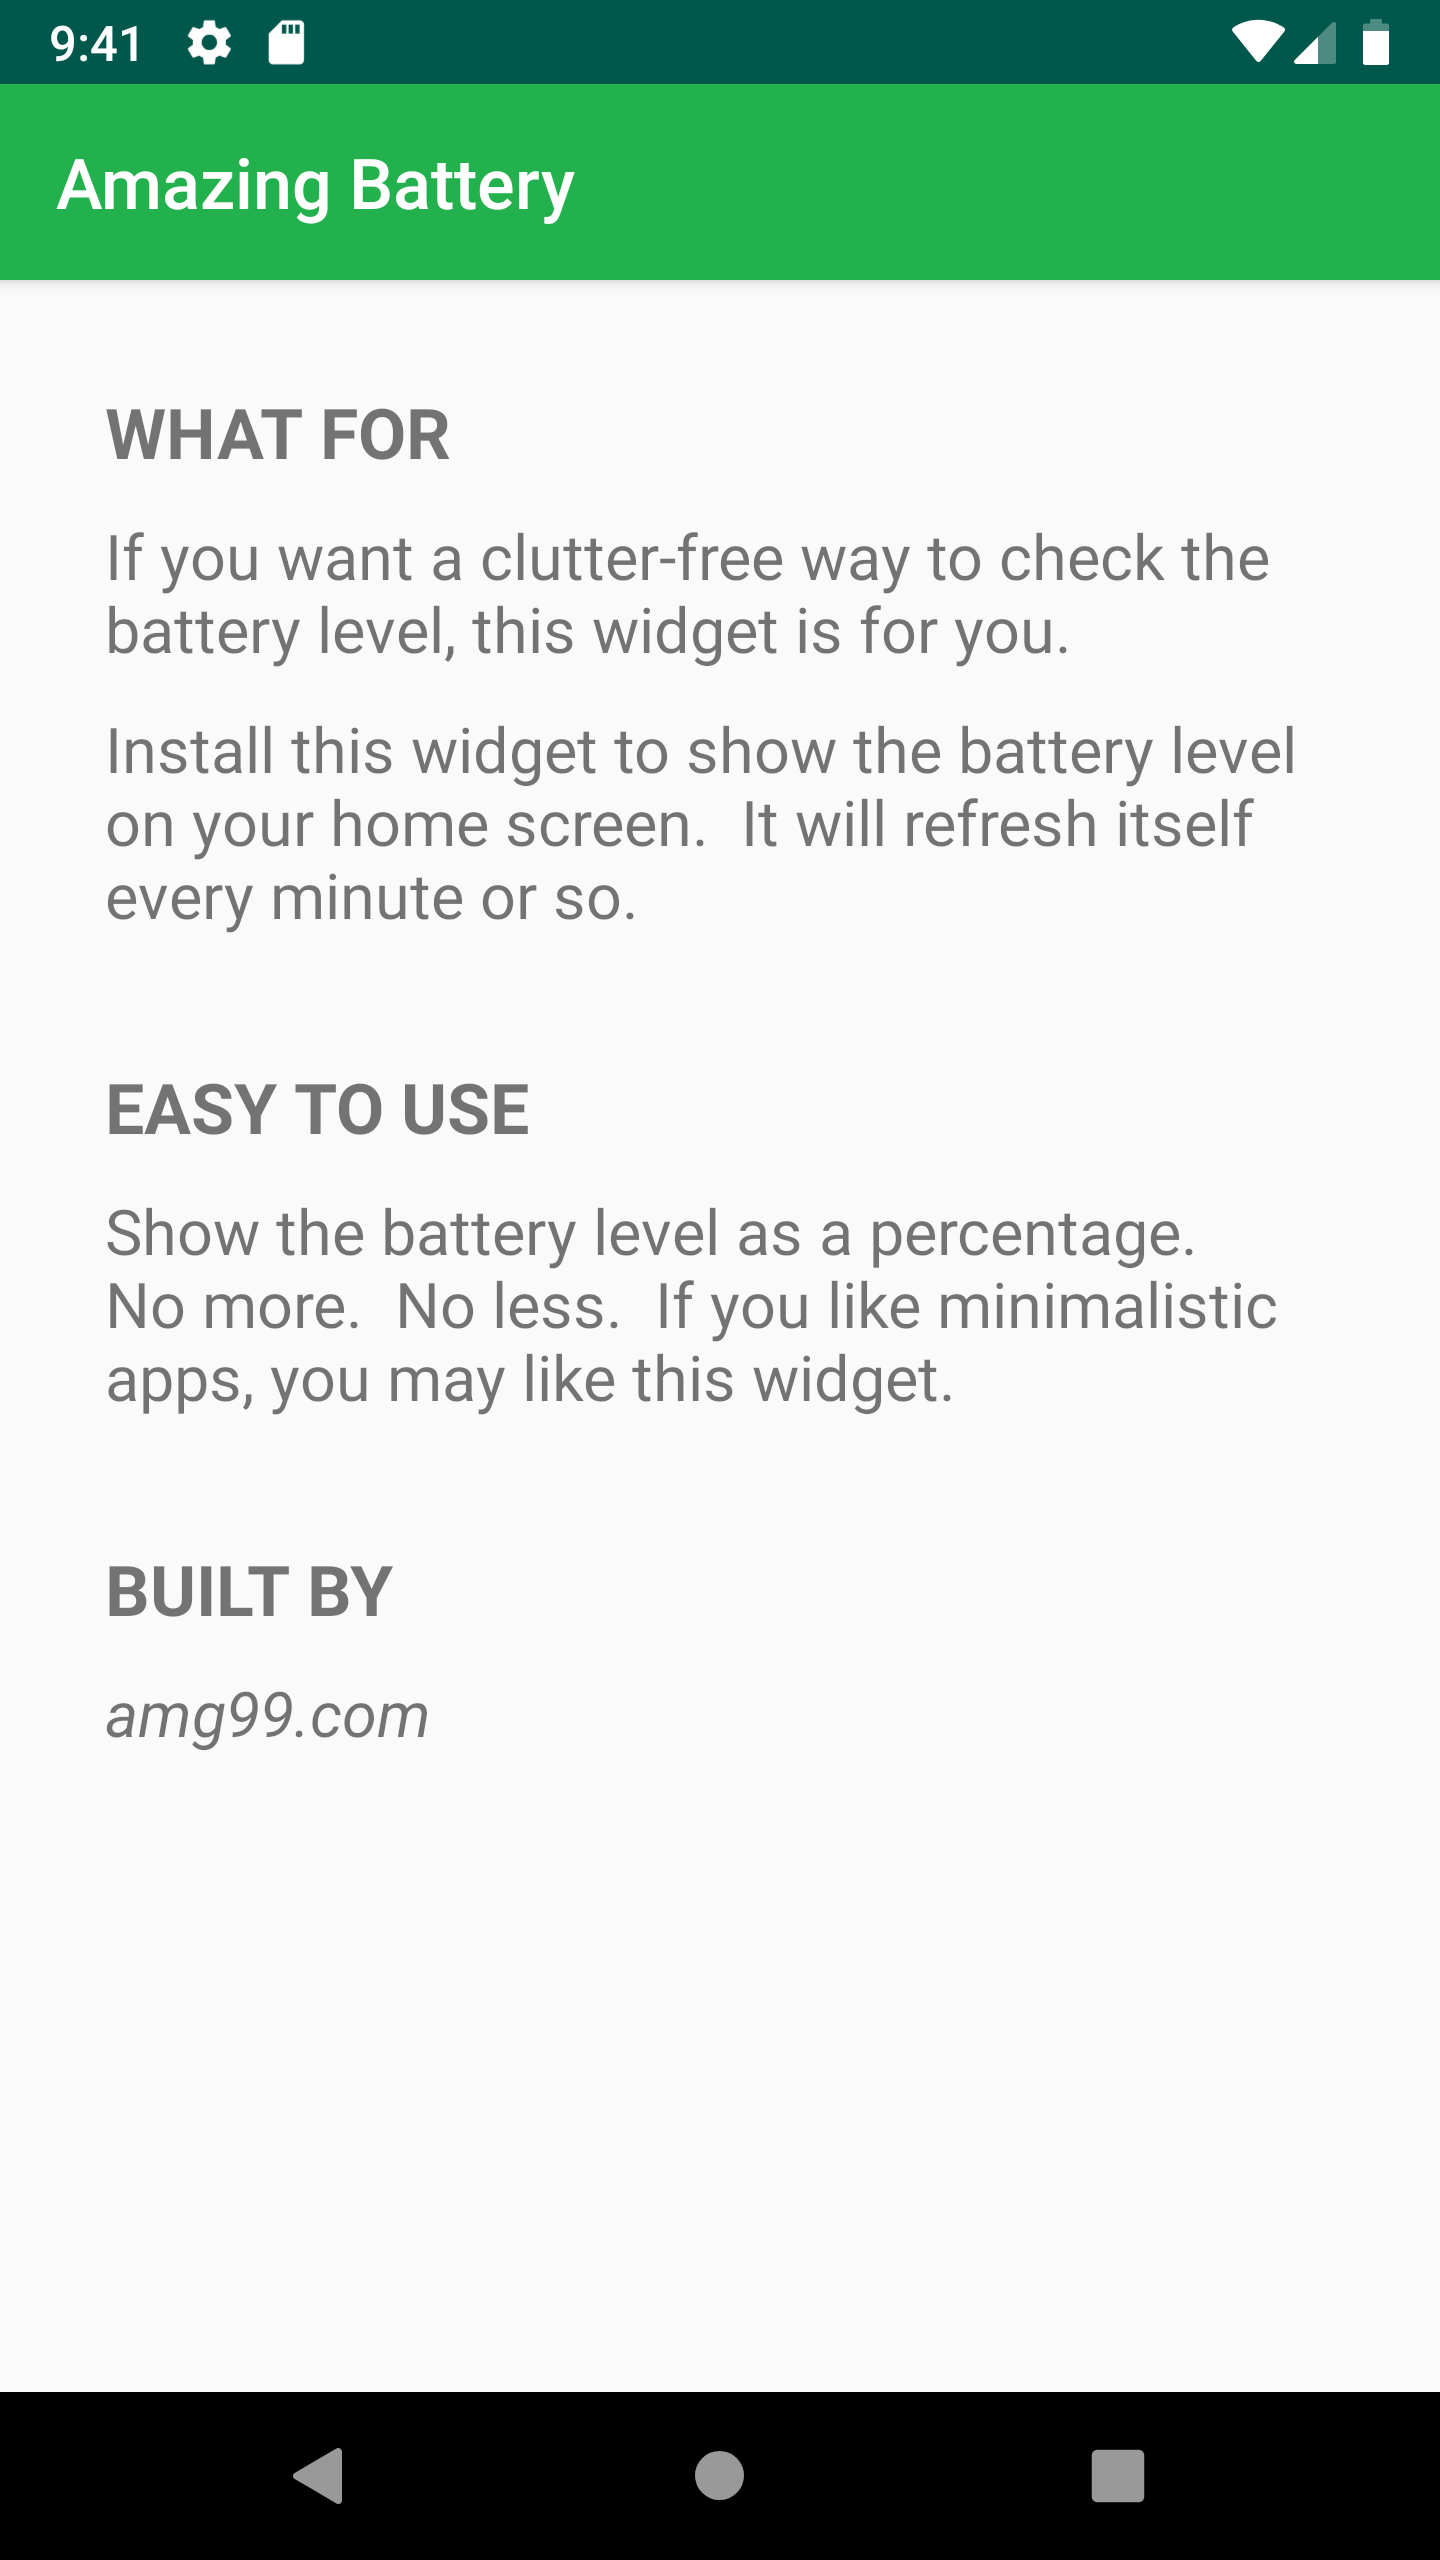 9:41
Amazing Battery
WHAT FOR
If you want a clutter-free way to check the
battery level, this widget is for you.
Install this widget to show the battery level
on your home screen.  It will refresh itself
every minute or so.
EASY TO USE
Show the battery level as a percentage.
No more.  No less.  If you like minimalistic
apps, you may like this widget.
BUILT BY
amg99.com